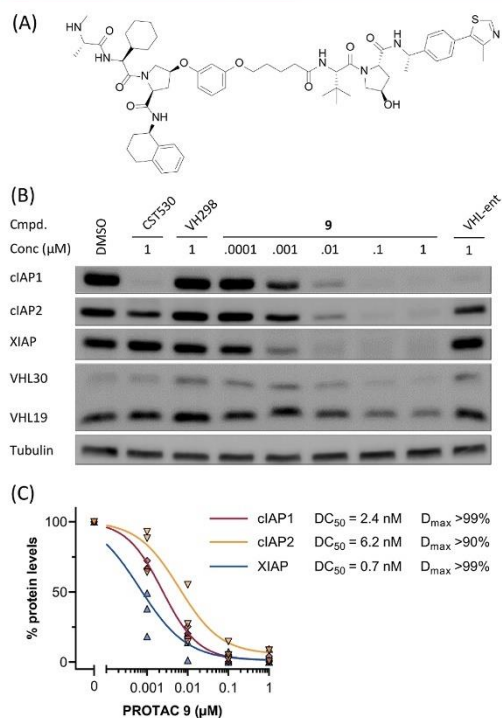 (A)
S
N
HN
O
HN
O
N
O
O
HN
O
O
O
H
N
O
N
O
H
N
OH
(B)
Cmpd.
DMSO
CST530
VH298
9
VHL-ent
Conc (µM)
1
1
.0001
.001
.01
.1
1
1
cIAP1
cIAP2
XIAP
VHL30
VHL19
Tubulin
(C)
% protein levels
100
50
0
0
0.001
0.01
0.1
1
PROTAC 9 (µM)
cIAP1 DC50 = 2.4 nM Dmax >99%
cIAP2 DC50 = 6.2 nM Dmax >90%
XIAP DC50 = 0.7 nM Dmax >99%